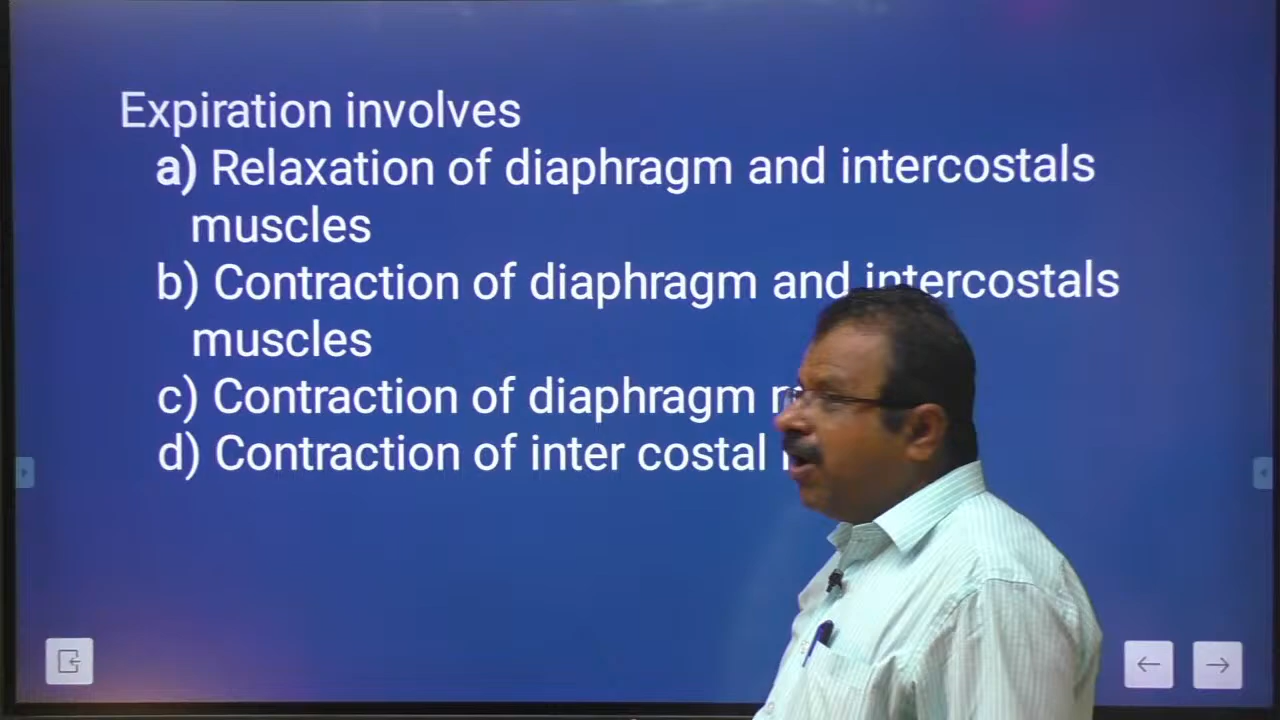 Expiration involves
a) Relaxation of diaphragm and intercostals
muscles
b) Contraction of diaphragm and intercostals
muscles
c) Contraction of diaphragm
d) Contraction of inter costal